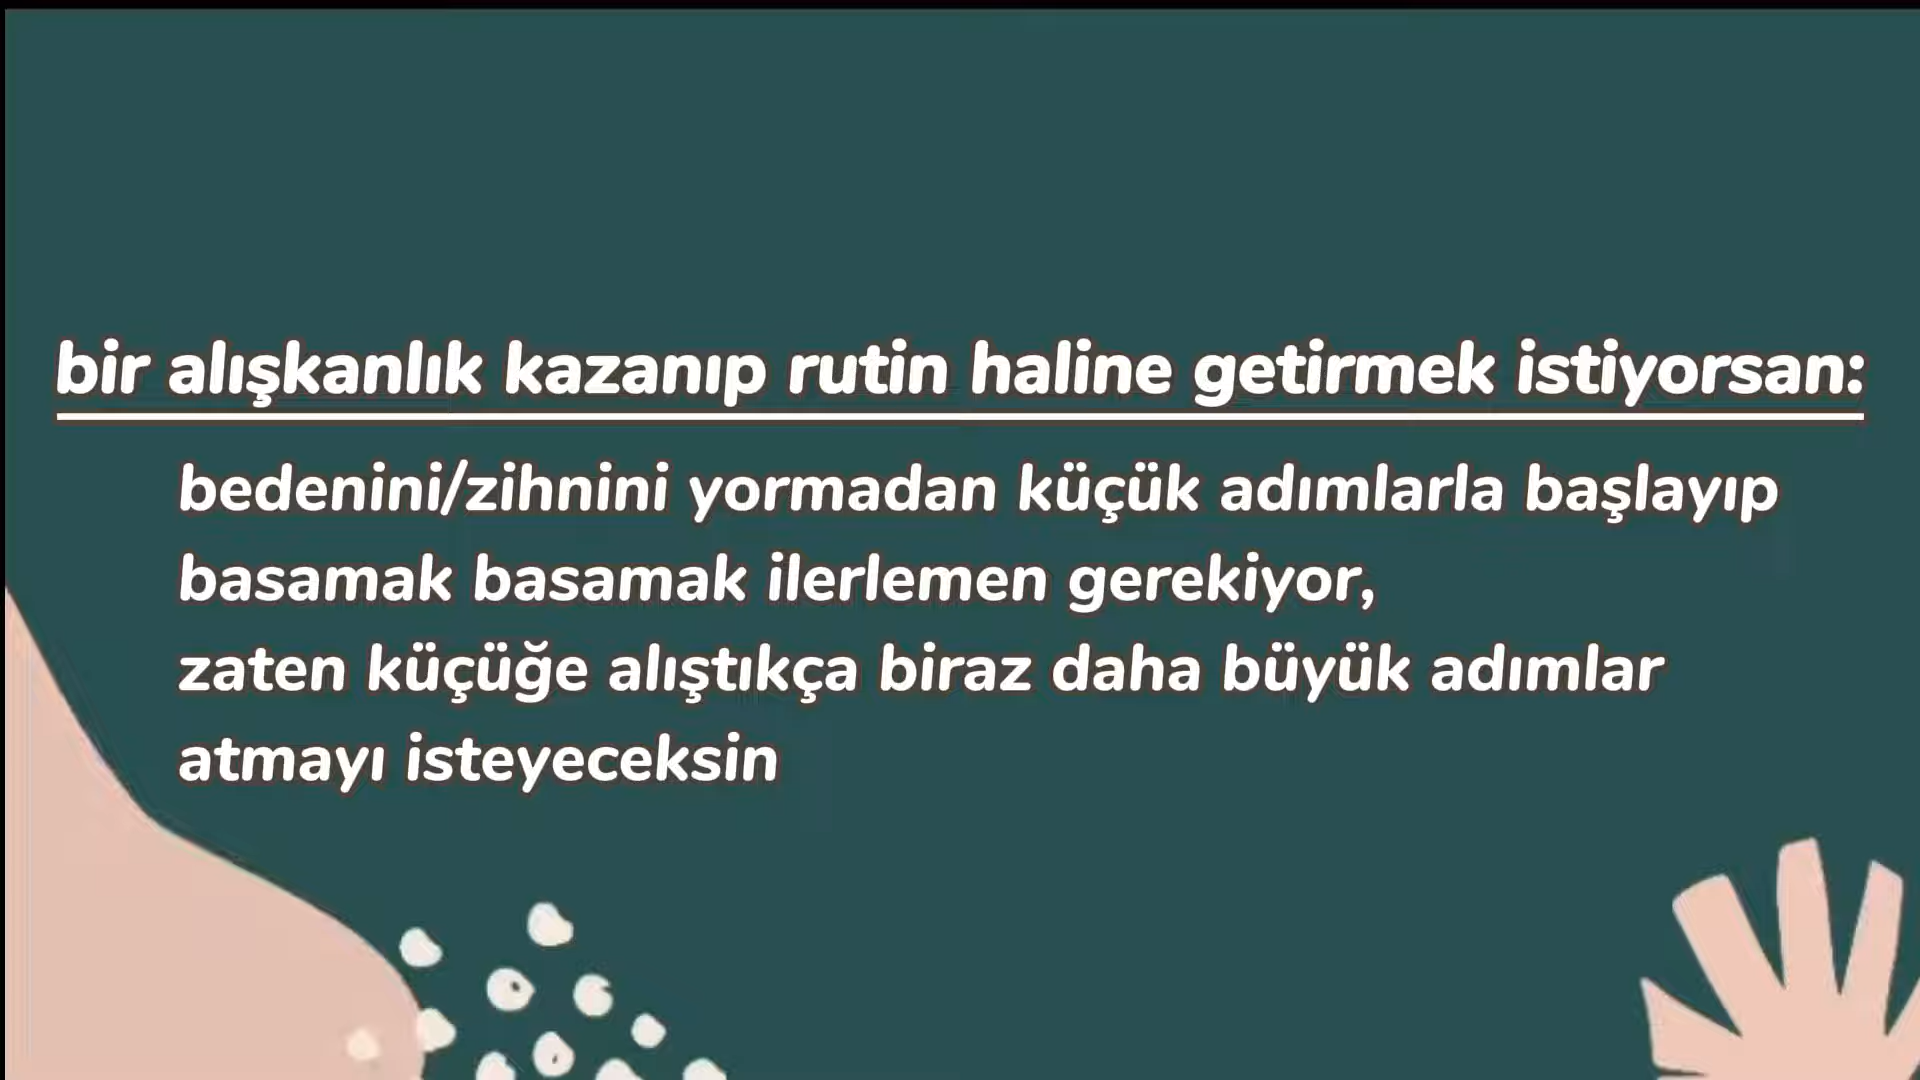 bir alışkanlık kazanıp rutin haline getirmek istiyorsan:
bedenini/zihnini yormadan küçük adımlarla başlayıp
basamak basamak ilerlemen gerekiyor,
zaten küçüğe alıştıkça biraz daha büyük adımlar
atmayı isteyeceksin